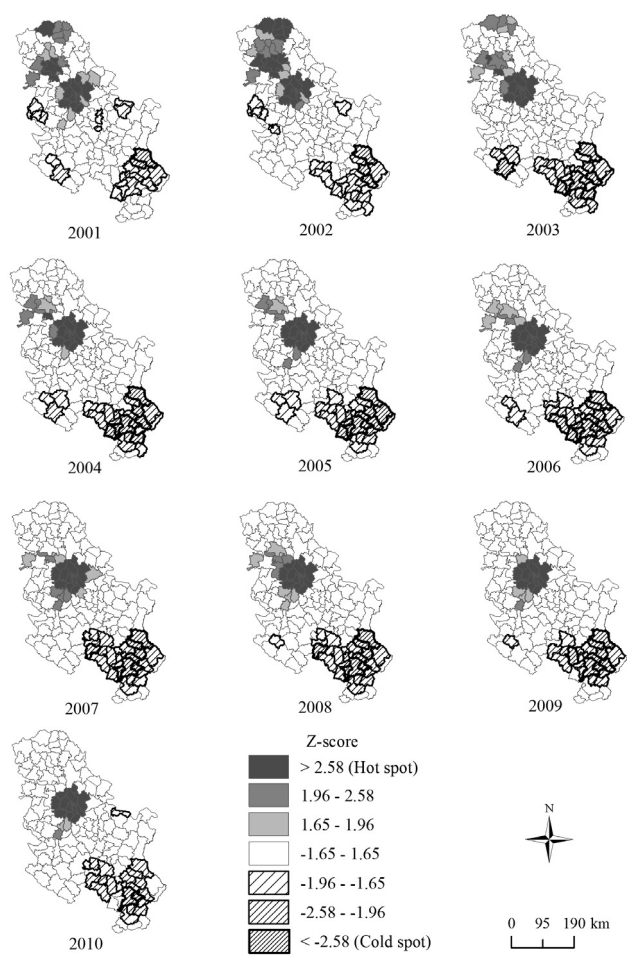 2001
2002
2003
2004
2005
2006
2007
2008
2009
2010
Z-score
> 2.58 (Hot spot)
1.96 - 2.58
1.65 - 1.96
-1.65 - 1.65
-1.96 - -1.65
-2.58 - -1.96
< -2.58 (Cold spot)
N
0 95 190 km